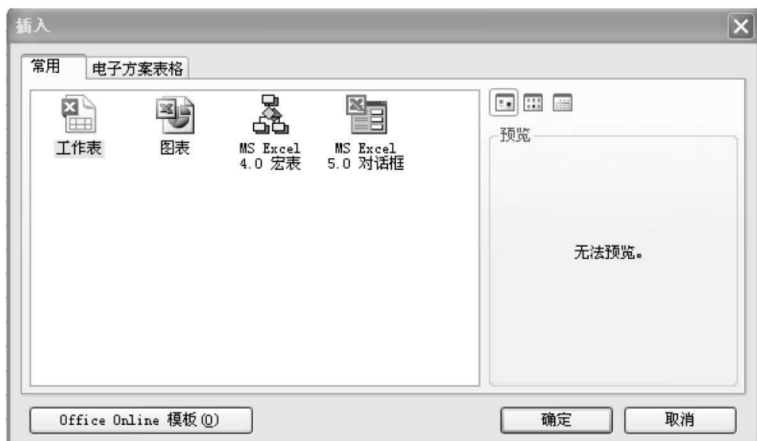 插入
常用
电子方案表格
工作表
图表
MS Excel
4.0 宏表
MS Excel
5.0 对话框
预览
无法预览。
Office Online 模板(O)
确定
取消